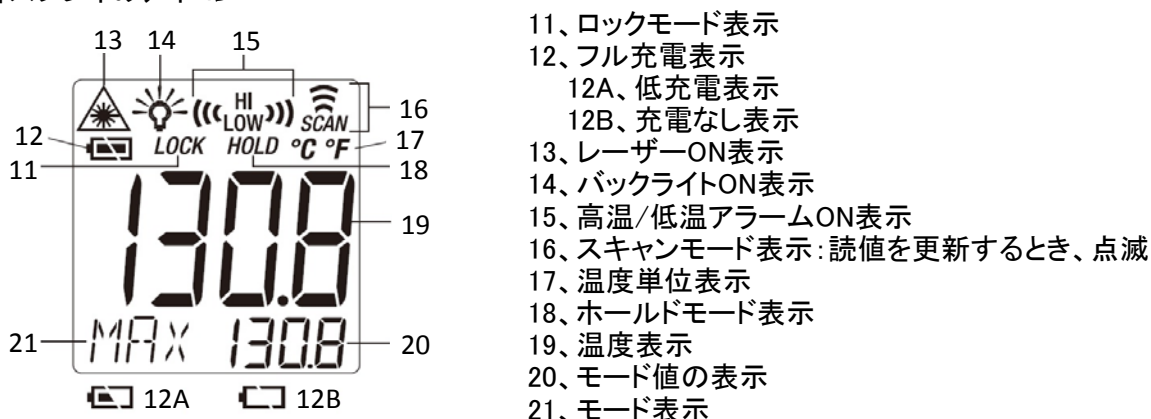 13 14 15
HI
LOW
SCAN
16
12
LOCK HOLD °C °F
17
11
18
130.8
19
MAX 130.8
21
20
12A 12B
11、ロックモード表示
12、フル充電表示
12A、低充電表示
12B、充電なし表示
13、レーザーON表示
14、バックライトON表示
15、高温/低温アラームON表示
16、スキャンモード表示：読値を更新するとき、点滅
17、温度単位表示
18、ホールドモード表示
19、温度表示
20、モード値の表示
21、モード表示